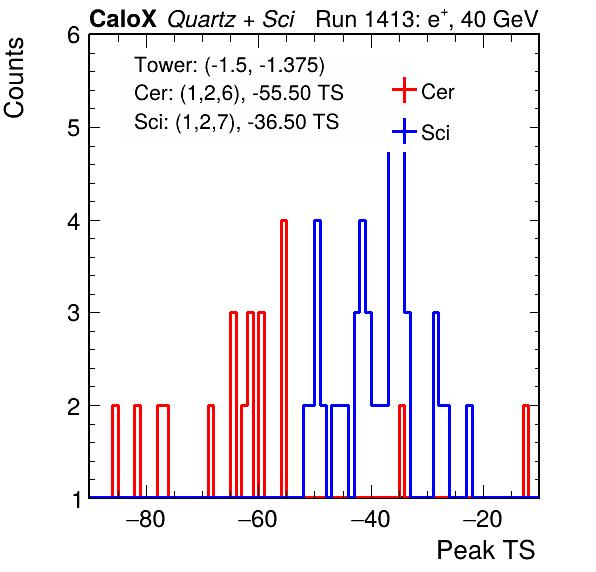 CaloX Quartz + Sci Run 1413: e⁺, 40 GeV
Counts
Tower: (-1.5, -1.375)
Cer: (1,2,6), -55.50 TS
Sci: (1,2,7), -36.50 TS
Cer
Sci
6
5
4
3
2
1
−80 −60 −40 −20
Peak TS